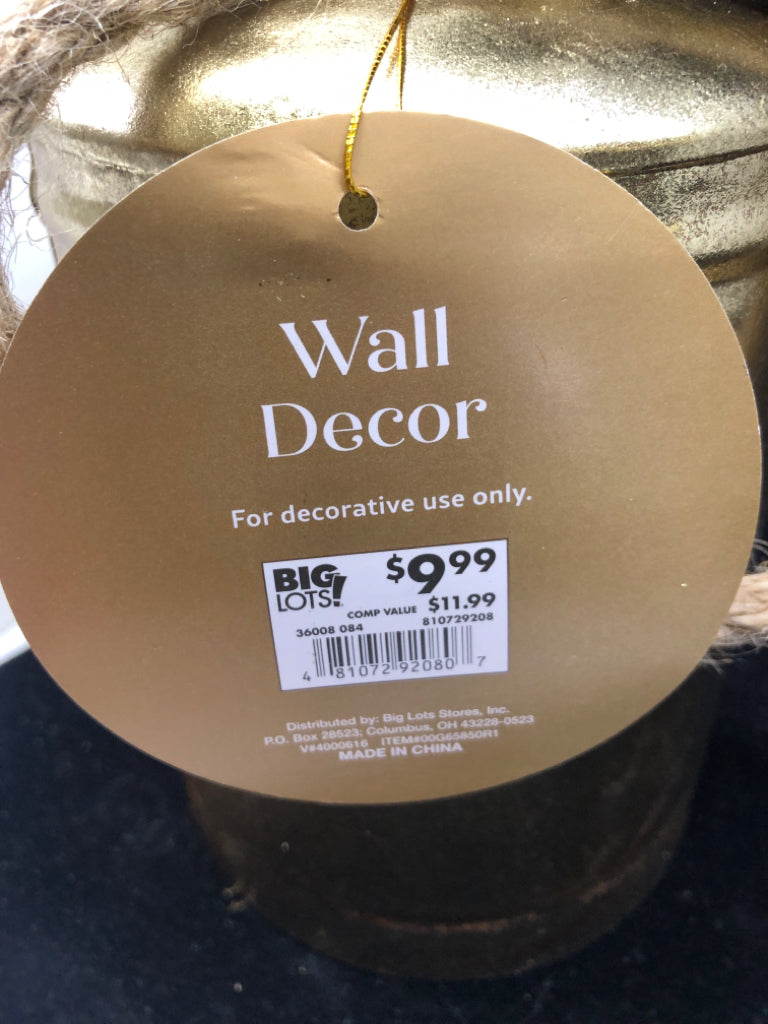 Wall
Decor
For decorative use only.
BIG LOTS! $9.99
COMP VALUE $11.99
36008 084 810729208
4 81072 92080 7
Distributed by: Big Lots Stores, Inc.
P.O. Box 28523; Columbus, OH 43228-0523
V#4000616 ITEM#00G65850R1
MADE IN CHINA